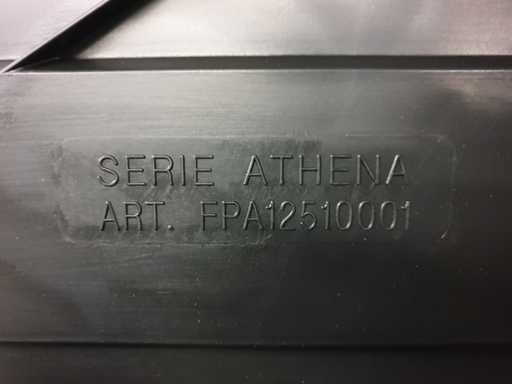 SERIE ATHENA
ART. FPA12510001